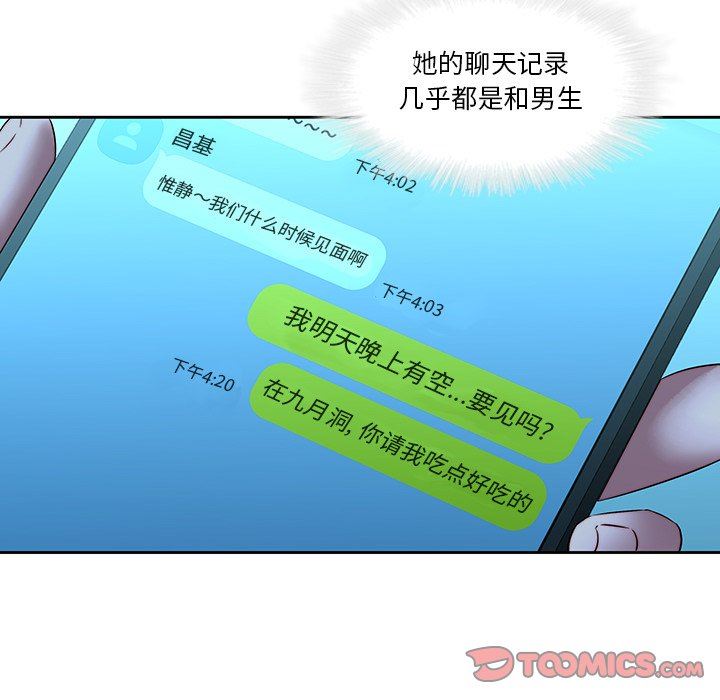 她的聊天记录
几乎都是和男生
~~~
昌基
下午4:02
惟静～我们什么时候见面啊
下午4:03
我明天晚上有空...要见吗?
下午4:20
在九月洞, 你请我吃点好吃的
TOOMICS.COM